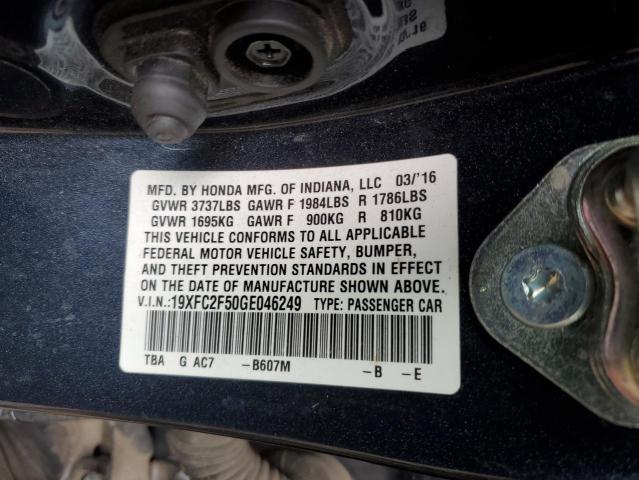 MFD. BY HONDA MFG. OF INDIANA, LLC 03/'16
GVWR 3737LBS GAWR F 1984LBS R 1786LBS
GVWR 1695KG GAWR F 900KG R 810KG
THIS VEHICLE CONFORMS TO ALL APPLICABLE
FEDERAL MOTOR VEHICLE SAFETY, BUMPER,
AND THEFT PREVENTION STANDARDS IN EFFECT
ON THE DATE OF MANUFACTURE SHOWN ABOVE.
V.I.N.:19XFC2F50GE046249 TYPE: PASSENGER CAR
TBA G AC7 -B607M -B -E